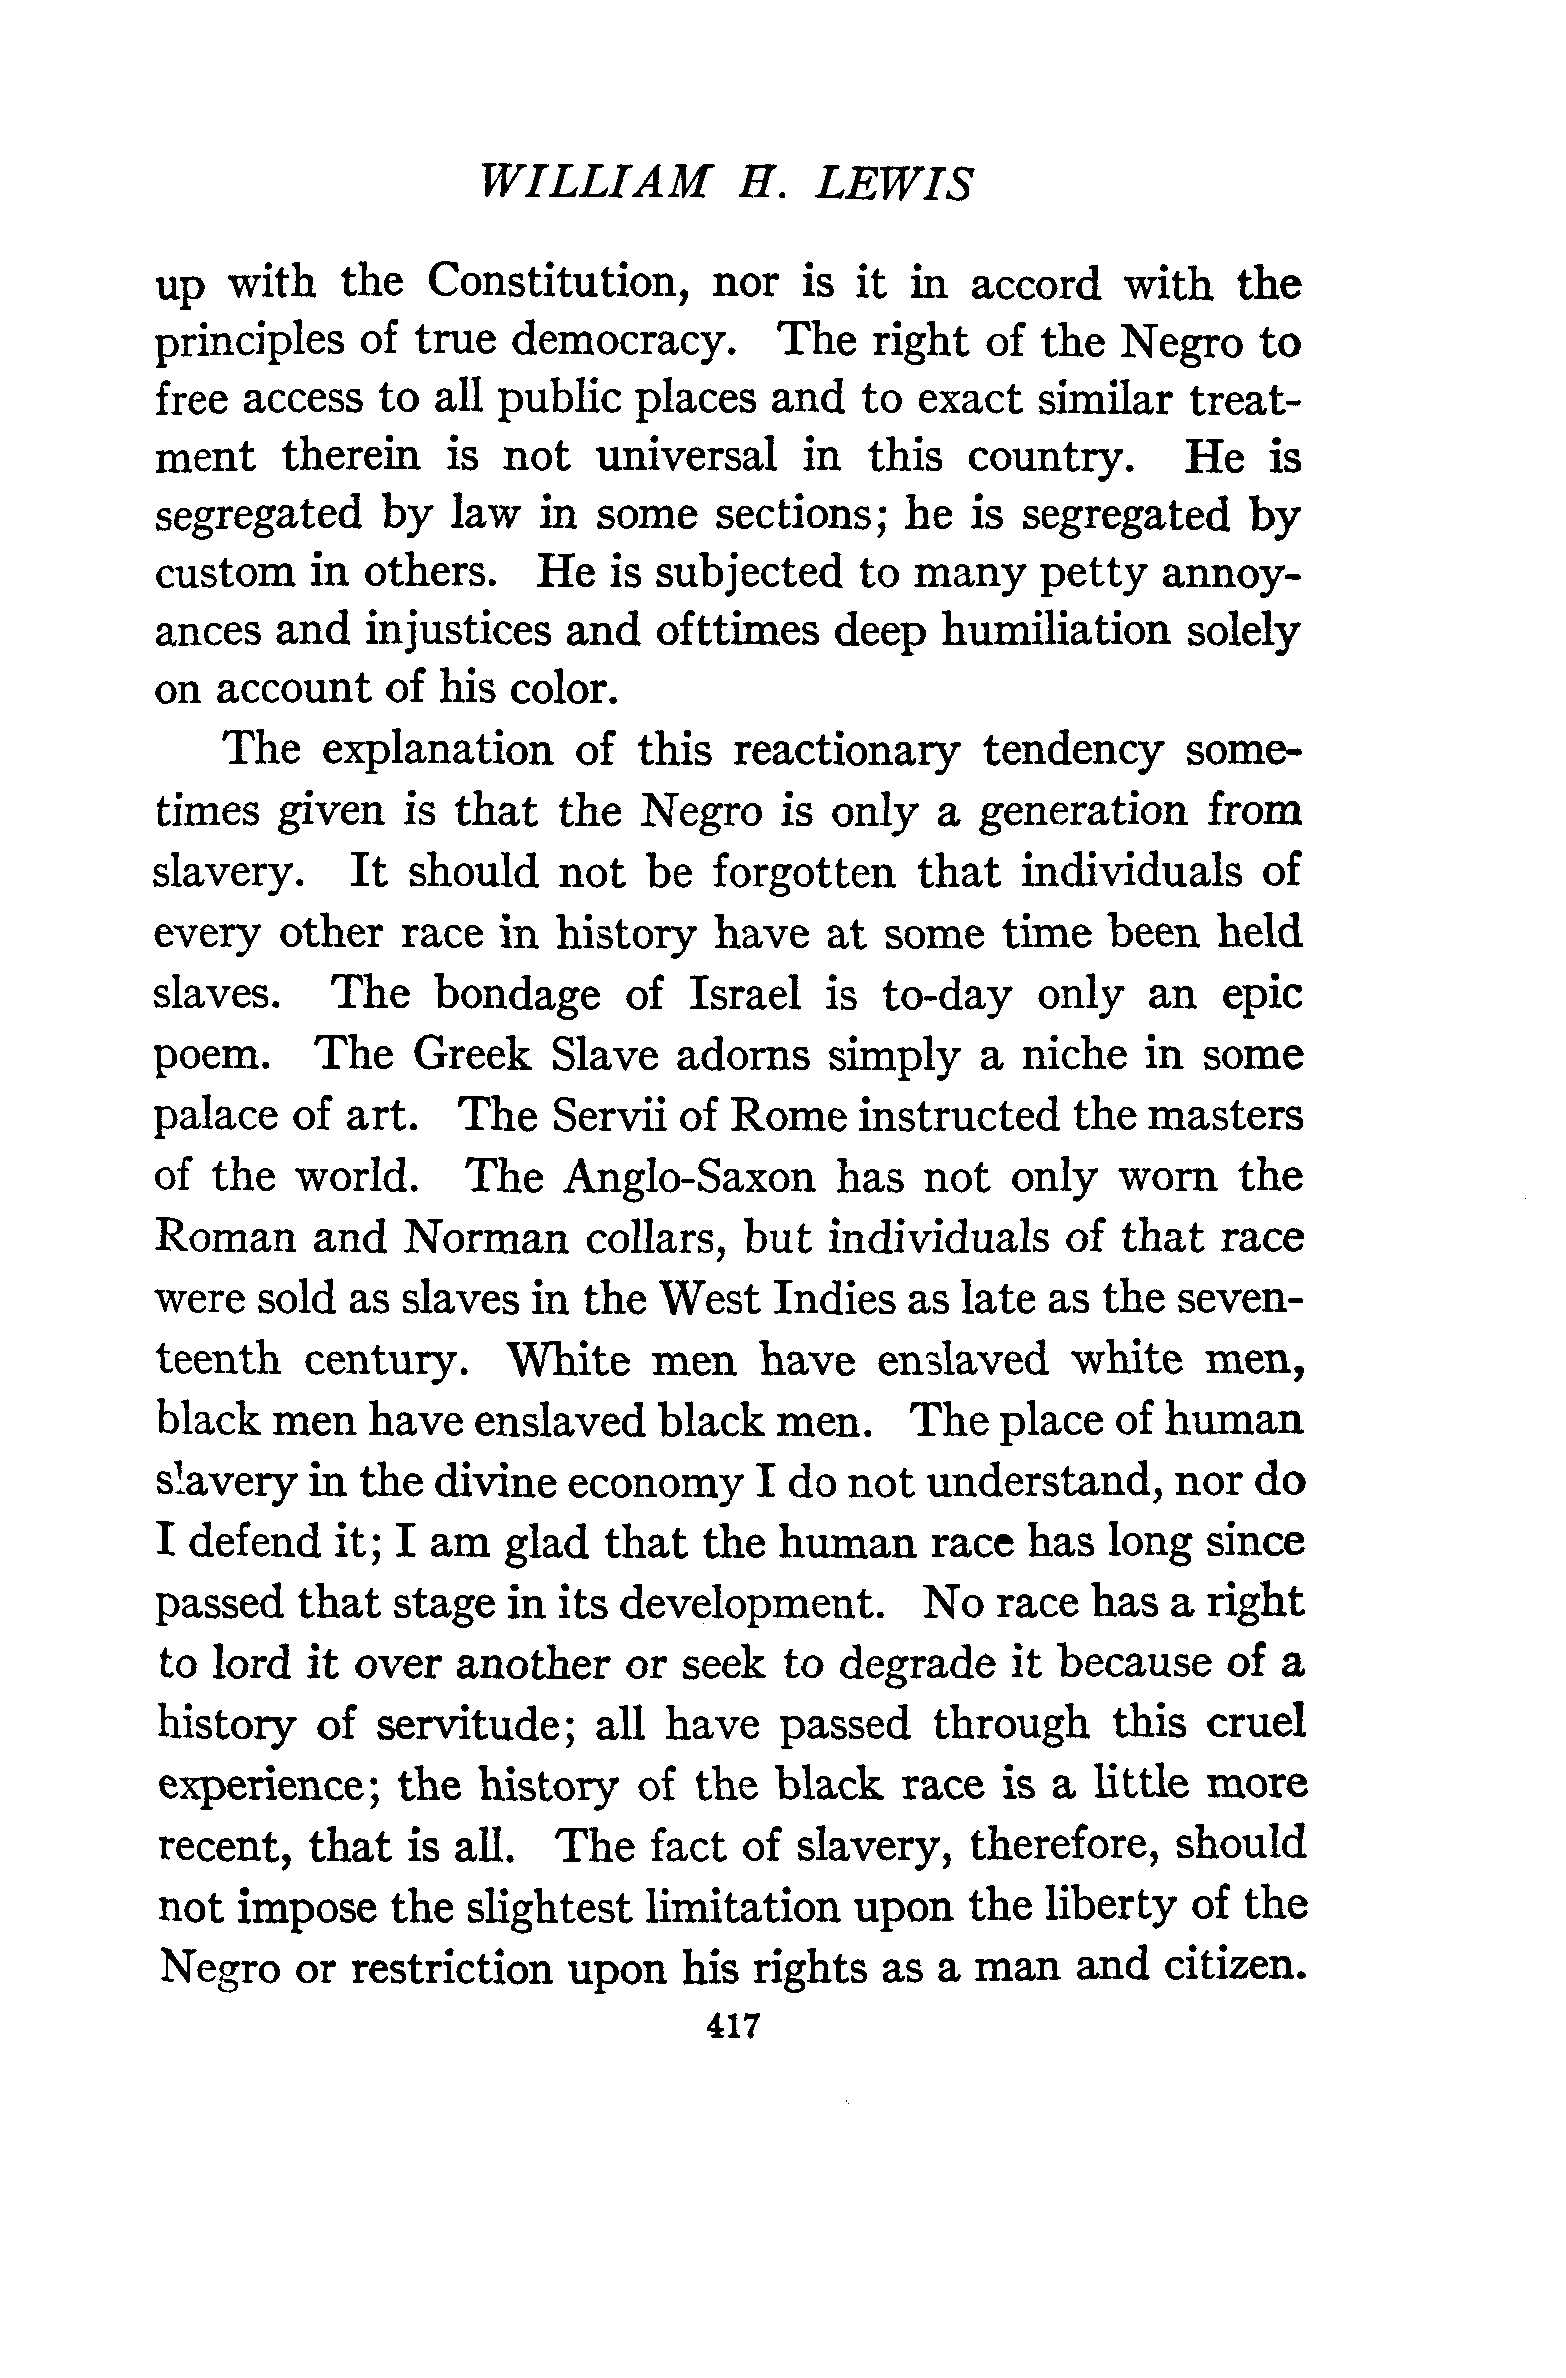 WILLIAM H. LEWIS
up with the Constitution, nor is it in accord with the
principles of true democracy. The right of the Negro to
free access to all public places and to exact similar treat-
ment therein is not universal in this country. He is
segregated by law in some sections; he is segregated by
custom in others. He is subjected to many petty annoy-
ances and injustices and ofttimes deep humiliation solely
on account of his color.
The explanation of this reactionary tendency some-
times given is that the Negro is only a generation from
slavery. It should not be forgotten that individuals of
every other race in history have at some time been held
slaves. The bondage of Israel is to-day only an epic
poem. The Greek Slave adorns simply a niche in some
palace of art. The Servii of Rome instructed the masters
of the world. The Anglo-Saxon has not only worn the
Roman and Norman collars, but individuals of that race
were sold as slaves in the West Indies as late as the seven-
teenth century. White men have enslaved white men,
black men have enslaved black men. The place of human
slavery in the divine economy I do not understand, nor do
I defend it; I am glad that the human race has long since
passed that stage in its development. No race has a right
to lord it over another or seek to degrade it because of a
history of servitude; all have passed through this cruel
experience; the history of the black race is a little more
recent, that is all. The fact of slavery, therefore, should
not impose the slightest limitation upon the liberty of the
Negro or restriction upon his rights as a man and citizen.
417